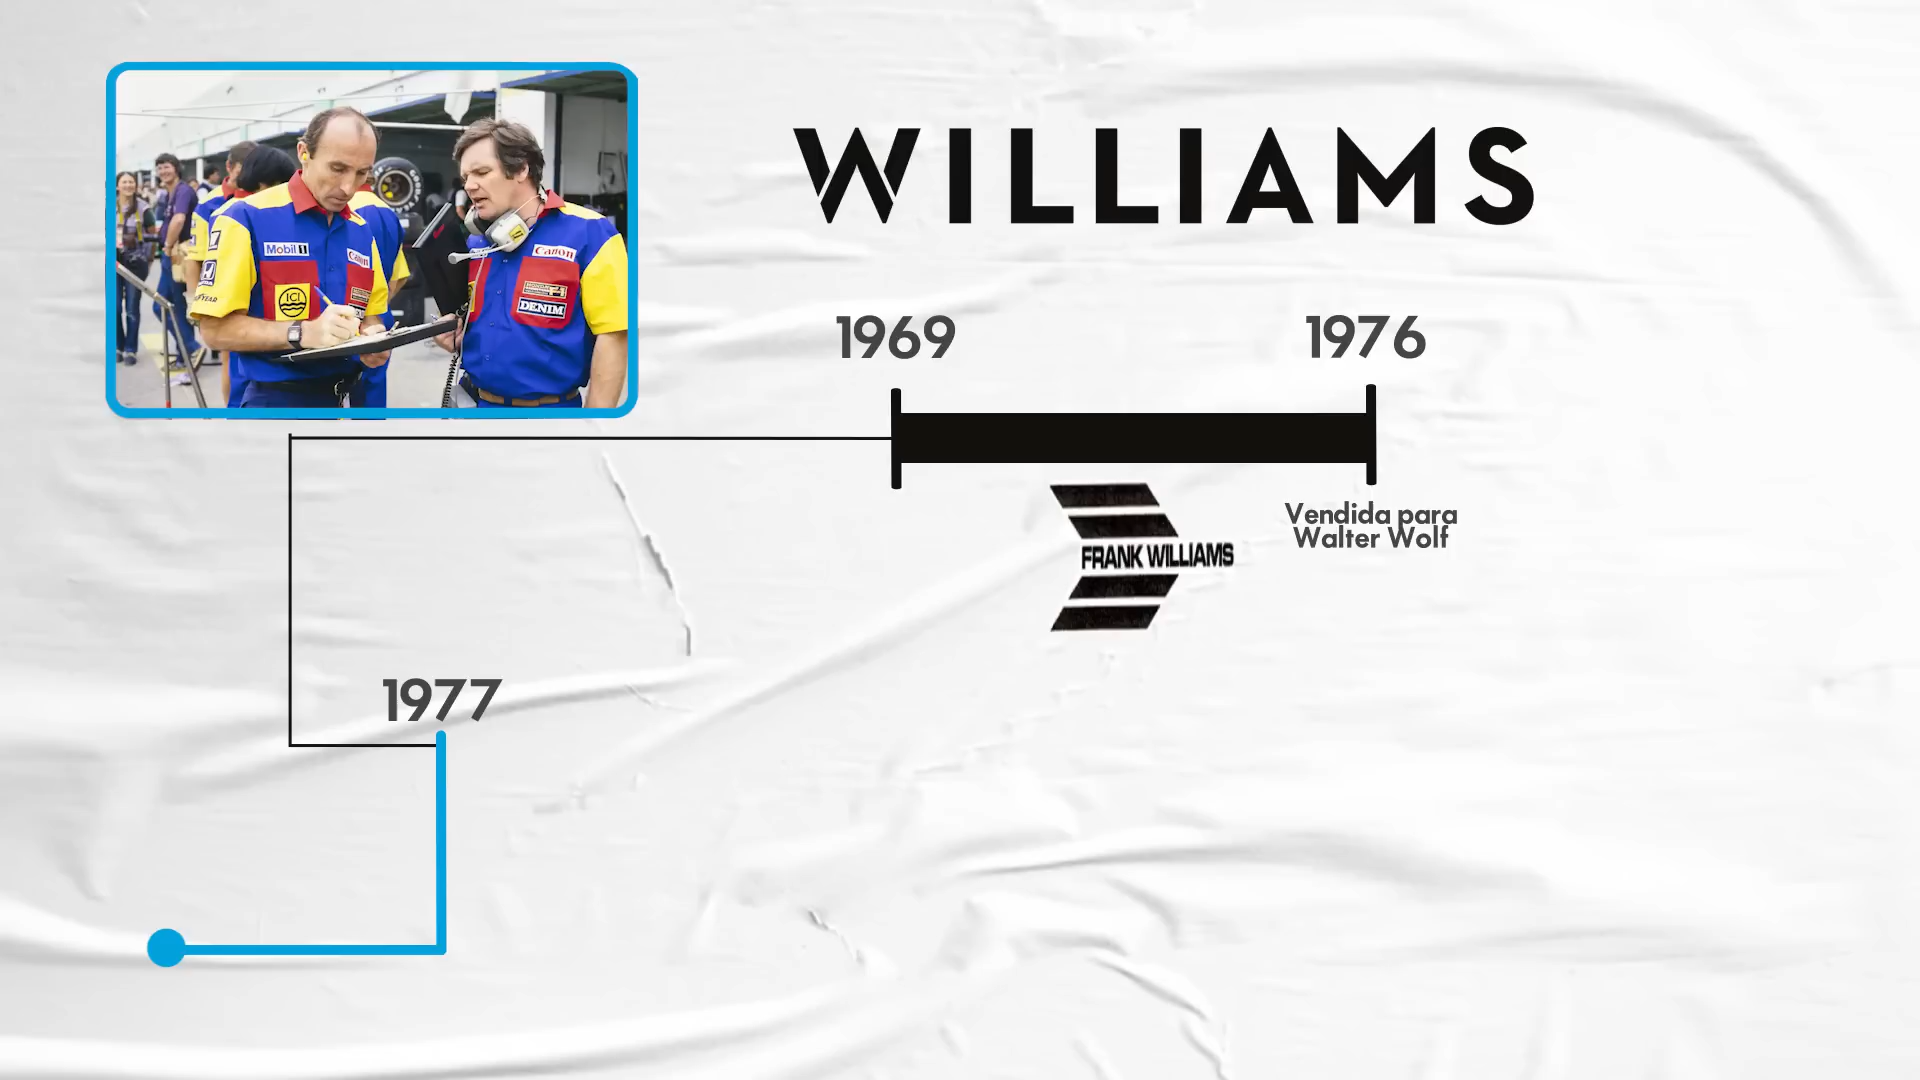 WILLIAMS
Mobil 1
Canon
Canon
ICI
DENIM
1969
1976
Vendida para
Walter Wolf
FRANK WILLIAMS
1977